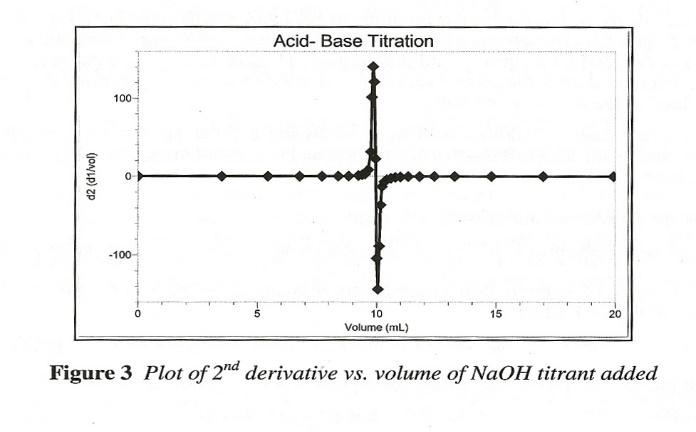 Acid- Base Titration
100
0
-100
d2 (d1/vol)
0 5 10 15 20
Volume (mL)
Figure 3 Plot of 2nd derivative vs. volume of NaOH titrant added